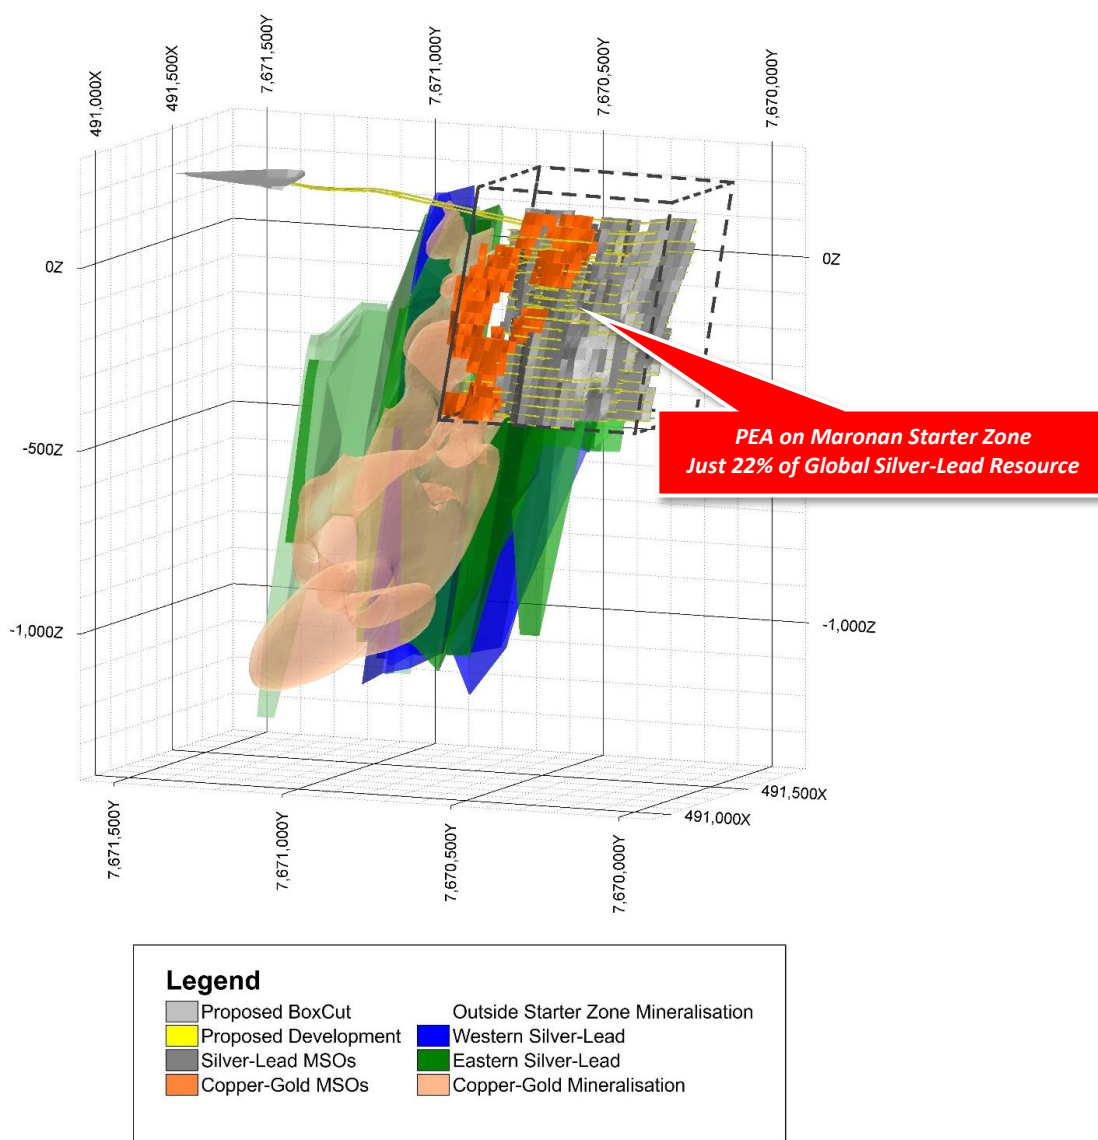 491,000X
491,500X
7,671,500Y
7,671,000Y
7,670,500Y
7,670,000Y
0Z
0Z
-500Z
PEA on Maronan Starter Zone
Just 22% of Global Silver-Lead Resource
-1,000Z
-1,000Z
491,500X
491,000X
7,671,500Y
7,671,000Y
7,670,500Y
7,670,000Y
Legend
Proposed BoxCut
Proposed Development
Silver-Lead MSOs
Copper-Gold MSOs
Outside Starter Zone Mineralisation
Western Silver-Lead
Eastern Silver-Lead
Copper-Gold Mineralisation